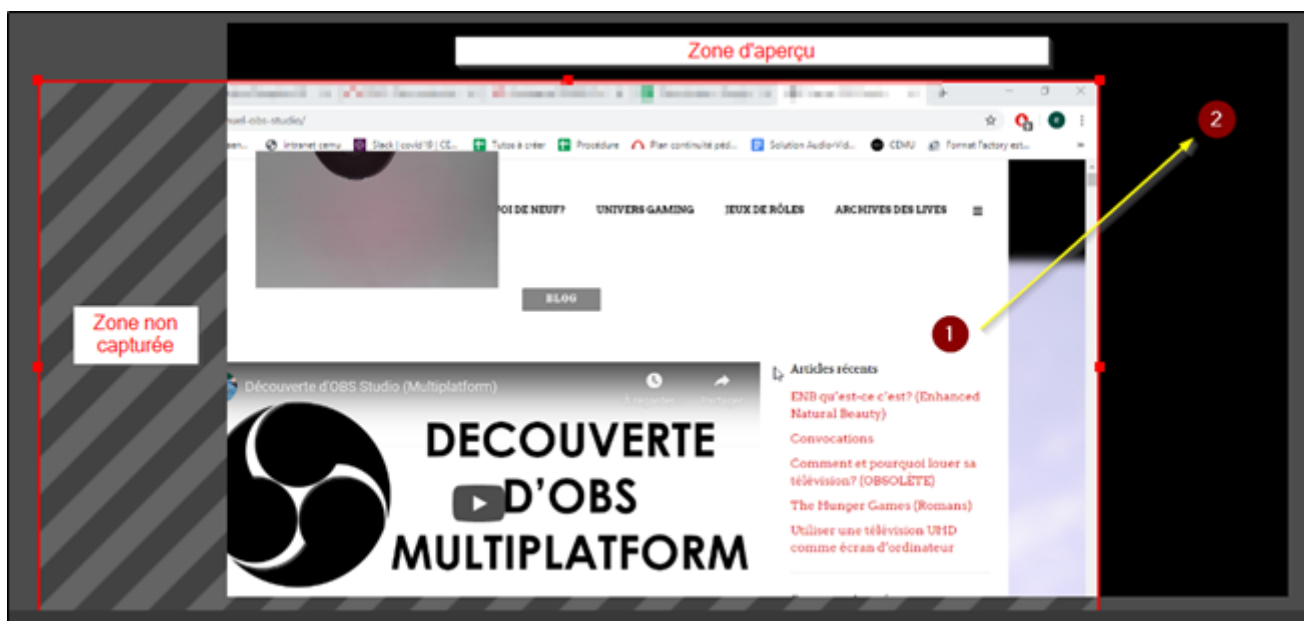 Zone d'aperçu
uel-obs-studio/
en... intranet cemu Slack | covid'19 | CE... Tutos à créer Procédure Plan continuité péd... Solution Audio-Vid... CEMU Format Factory est...
2
OI DE NEUF? UNIVERS GAMING JEUX DE RÔLES ARCHIVES DES LIVES
BLOG
Zone non
capturée
1
Articles récents
Découverte d'OBS Studio (Multiplatform)
À regarder Partager
ENB qu'est-ce c'est? (Enhanced
Natural Beauty)
Convocations
Comment et pourquoi louer sa
télévision? (OBSOLÈTE)
The Hunger Games (Romans)
Utiliser une télévision UHD
comme écran d'ordinateur
DECOUVERTE
D'OBS
MULTIPLATFORM